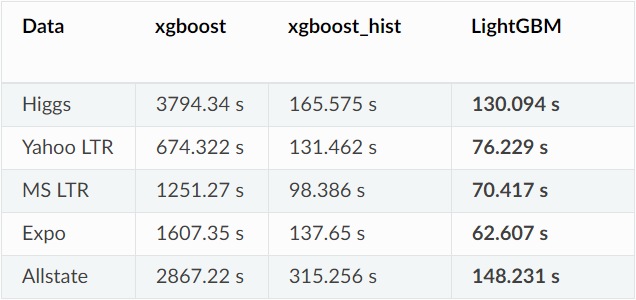 Data xgboost xgboost_hist LightGBM
Higgs 3794.34 s 165.575 s 130.094 s
Yahoo LTR 674.322 s 131.462 s 76.229 s
MS LTR 1251.27 s 98.386 s 70.417 s
Expo 1607.35 s 137.65 s 62.607 s
Allstate 2867.22 s 315.256 s 148.231 s